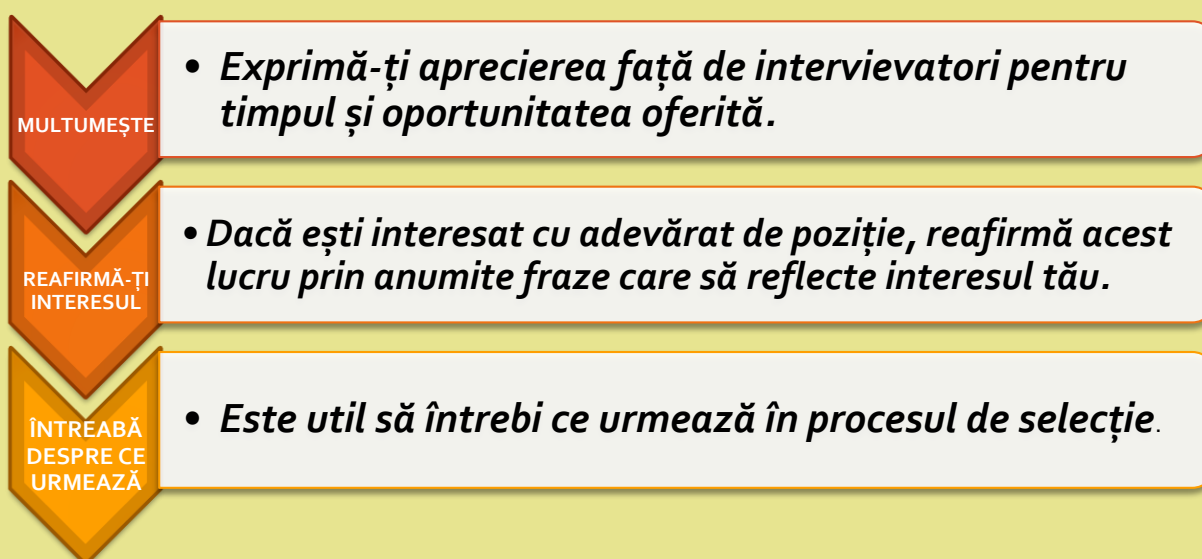 MULTUMEȘTE
• Exprimă-ți aprecierea față de intervievatori pentru
timpul și oportunitatea oferită.
REAFIRMĂ-ȚI
INTERESUL
• Dacă ești interesat cu adevărat de poziție, reafirmă acest
lucru prin anumite fraze care să reflecte interesul tău.
ÎNTREABĂ
DESPRE CE
URMEAZĂ
• Este util să întrebi ce urmează în procesul de selecție.